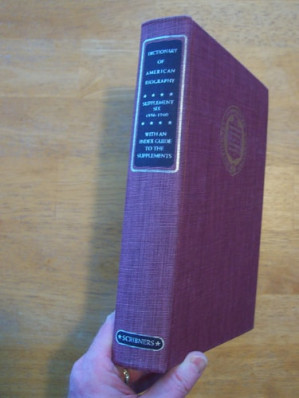 DICTIONARY
OF
AMERICAN
BIOGRAPHY
★ ★ ★ ★
SUPPLEMENT
SIX
1956-1960
★ ★ ★ ★
WITH AN
INDEX GUIDE
TO THE
SUPPLEMENTS
★ SCRIBNERS ★